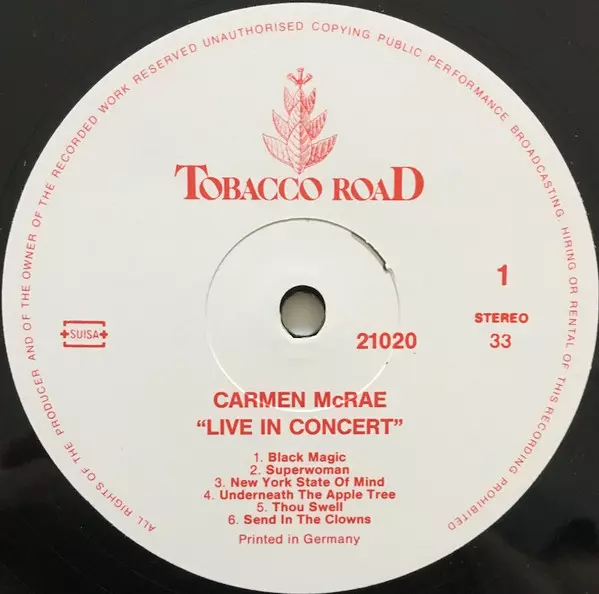 ALL RIGHTS OF THE PRODUCER AND OF THE OWNER OF THE RECORDED WORK RESERVED UNAUTHORISED COPYING PUBLIC PERFORMANCE BROADCASTING. HIRING OR RENTAL OF THIS RECORDING PROHIBITED
TOBACCO ROAD
1
STEREO
33
SUISA
21020
CARMEN McRAE
“LIVE IN CONCERT”
1. Black Magic
2. Superwoman
3. New York State Of Mind
4. Underneath The Apple Tree
5. Thou Swell
6. Send In The Clowns
Printed in Germany